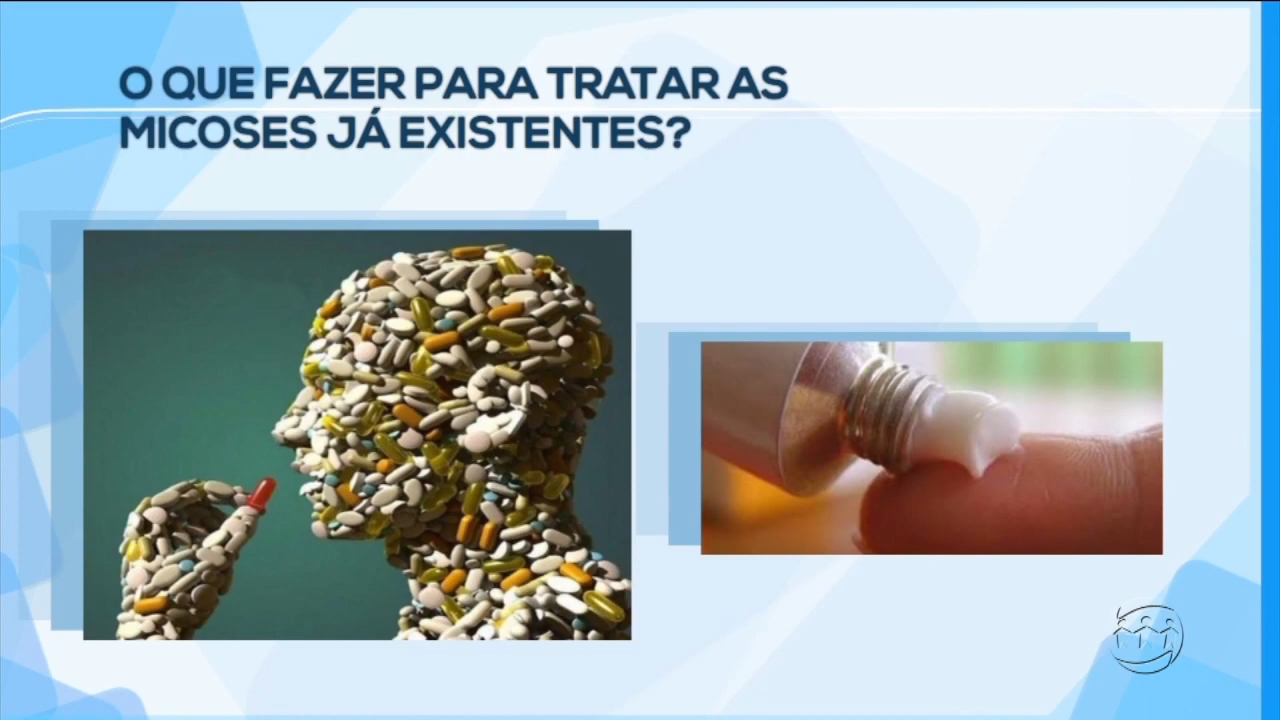 O QUE FAZER PARA TRATAR AS
MICOSES JÁ EXISTENTES?